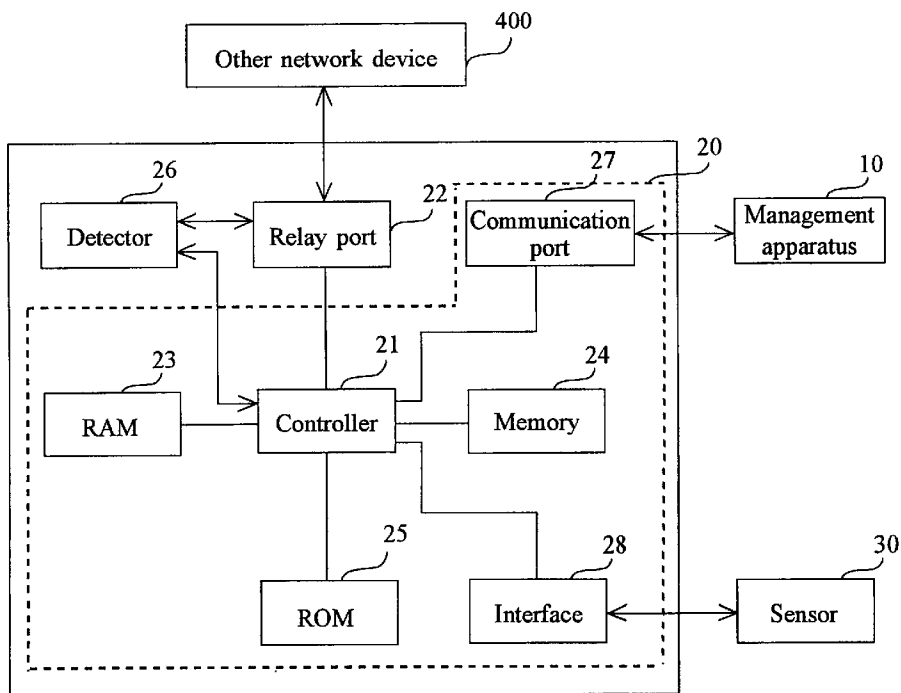 400
Other network device
26
27
20
10
22
Detector
Relay port
Communication
port
Management
apparatus
23
21
24
RAM
Controller
Memory
25
28
30
ROM
Interface
Sensor